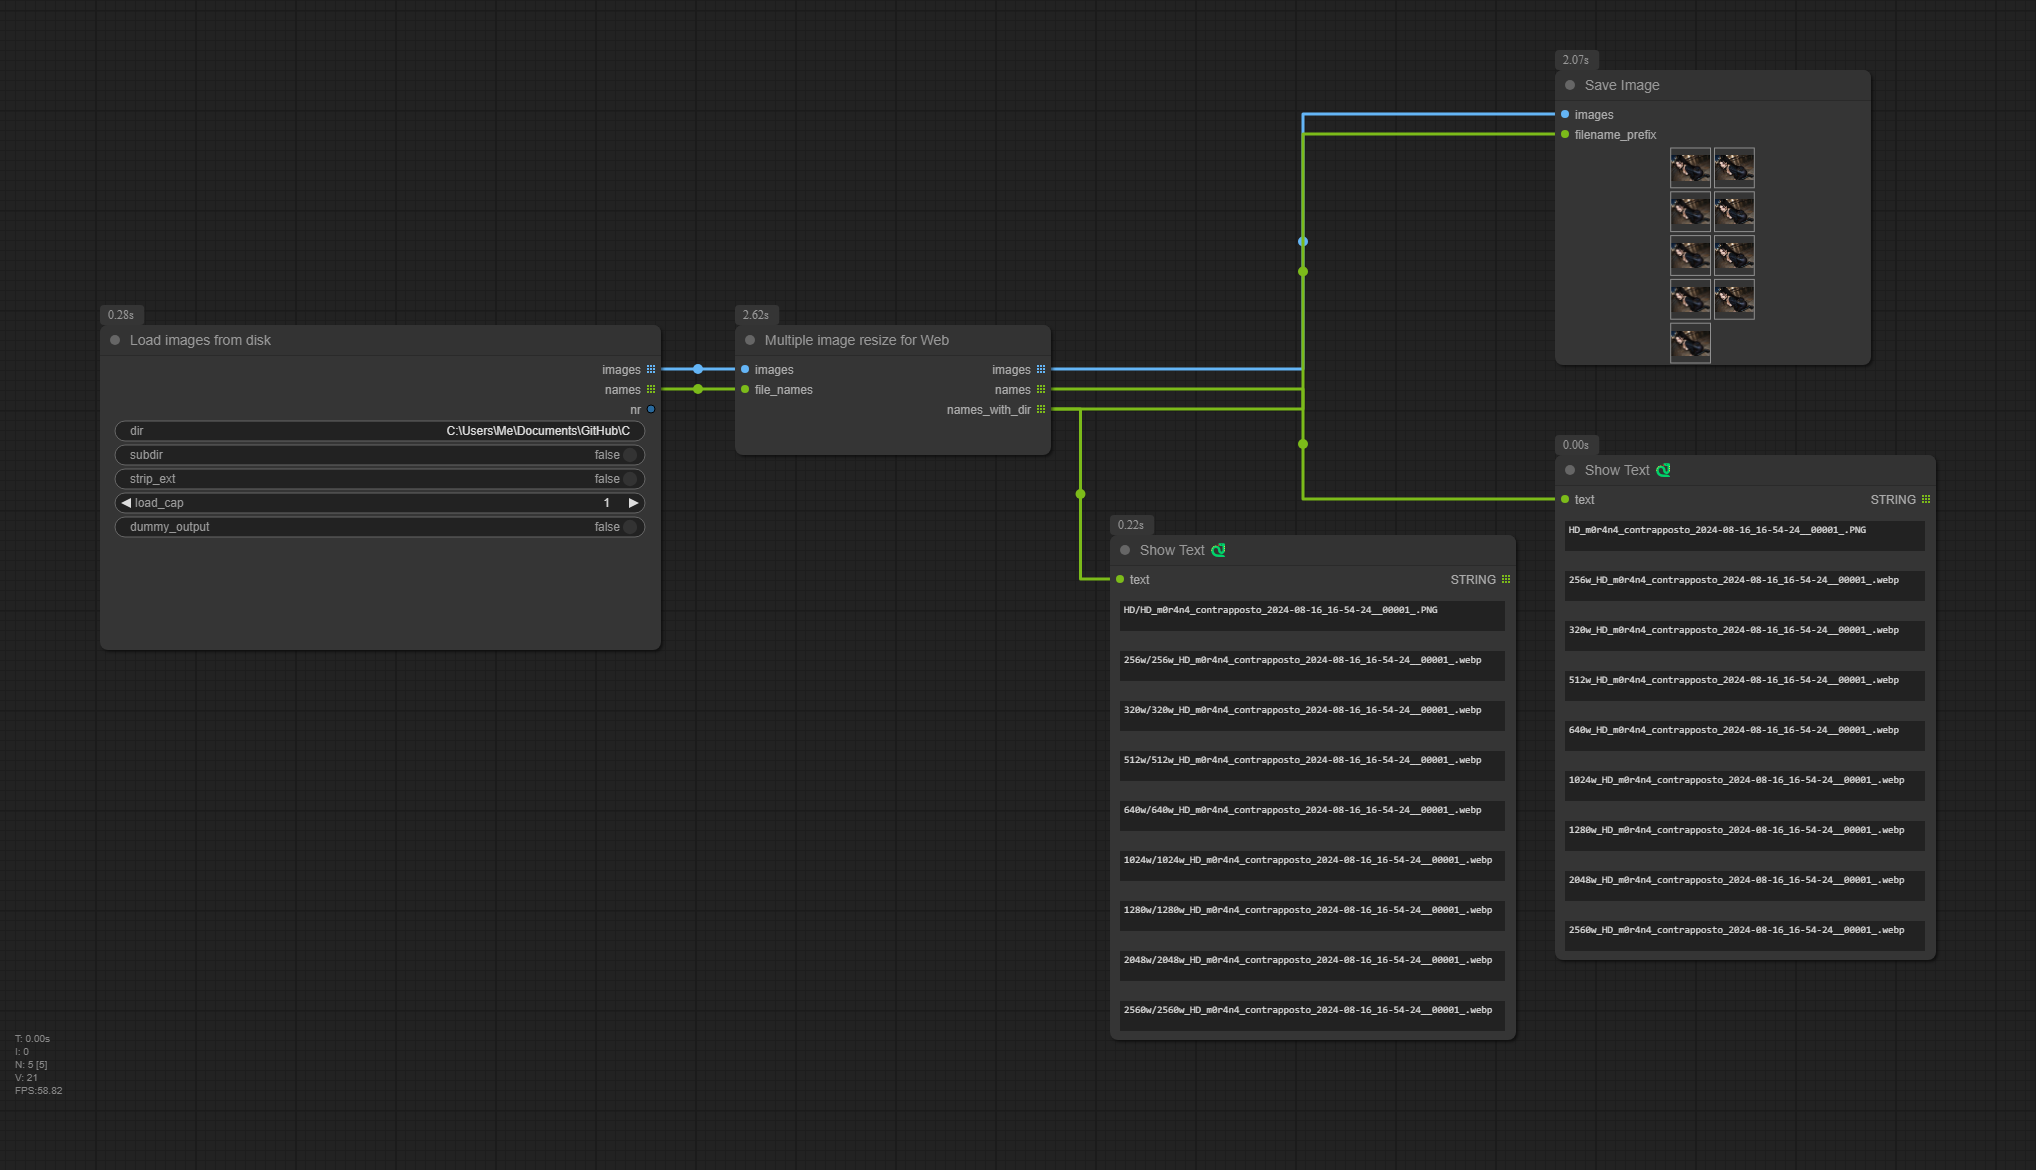 2.07s
Save Image
images
filename_prefix
0.28s
Load images from disk
images
names
nr
dir C:\Users\Me\Documents\GitHub\C
subdir false
strip_ext false
load_cap 1
dummy_output false
2.62s
Multiple image resize for Web
images images
file_names names
names_with_dir
0.22s
Show Text
text STRING
HD/HD_m0r4n4_contrapposto_2024-08-16_16-54-24__00001_.PNG
256w/256w_HD_m0r4n4_contrapposto_2024-08-16_16-54-24__00001_.webp
320w/320w_HD_m0r4n4_contrapposto_2024-08-16_16-54-24__00001_.webp
512w/512w_HD_m0r4n4_contrapposto_2024-08-16_16-54-24__00001_.webp
640w/640w_HD_m0r4n4_contrapposto_2024-08-16_16-54-24__00001_.webp
1024w/1024w_HD_m0r4n4_contrapposto_2024-08-16_16-54-24__00001_.webp
1280w/1280w_HD_m0r4n4_contrapposto_2024-08-16_16-54-24__00001_.webp
2048w/2048w_HD_m0r4n4_contrapposto_2024-08-16_16-54-24__00001_.webp
2560w/2560w_HD_m0r4n4_contrapposto_2024-08-16_16-54-24__00001_.webp
0.00s
Show Text
text STRING
HD_m0r4n4_contrapposto_2024-08-16_16-54-24__00001_.PNG
256w_HD_m0r4n4_contrapposto_2024-08-16_16-54-24__00001_.webp
320w_HD_m0r4n4_contrapposto_2024-08-16_16-54-24__00001_.webp
512w_HD_m0r4n4_contrapposto_2024-08-16_16-54-24__00001_.webp
640w_HD_m0r4n4_contrapposto_2024-08-16_16-54-24__00001_.webp
1024w_HD_m0r4n4_contrapposto_2024-08-16_16-54-24__00001_.webp
1280w_HD_m0r4n4_contrapposto_2024-08-16_16-54-24__00001_.webp
2048w_HD_m0r4n4_contrapposto_2024-08-16_16-54-24__00001_.webp
2560w_HD_m0r4n4_contrapposto_2024-08-16_16-54-24__00001_.webp
T: 0.00s
I: 0
N: 5 [5]
V: 21
FPS:58.82